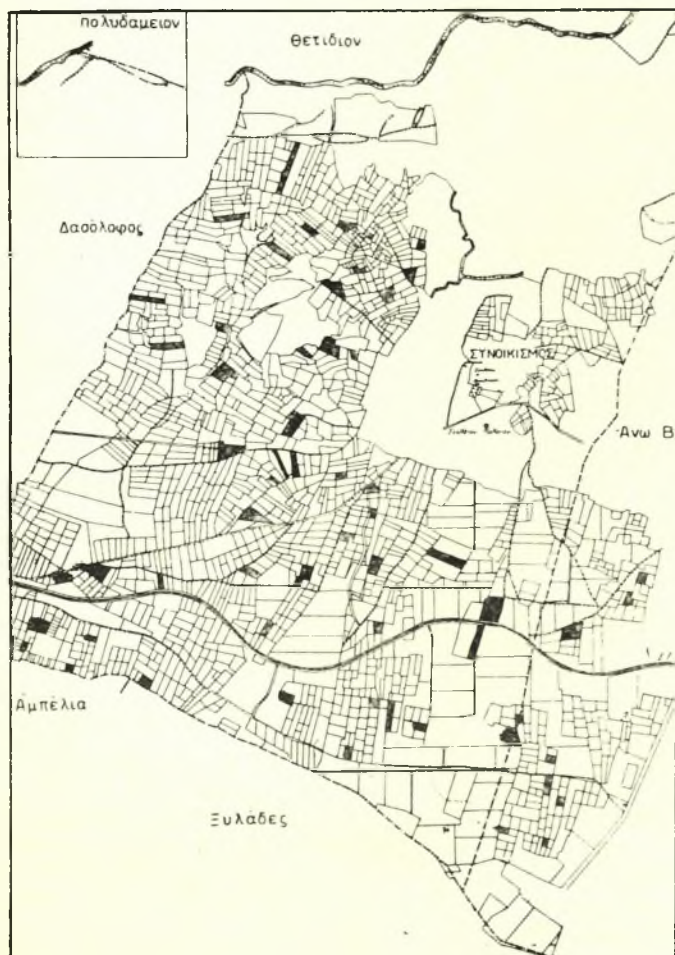 πολυδαμειον
Θετιδιον
Δασόλοφος
ΣΥΝΟΙΚΙΣΜΟΣ
Ανω Β
Αμπέλια
Ξυλάδες